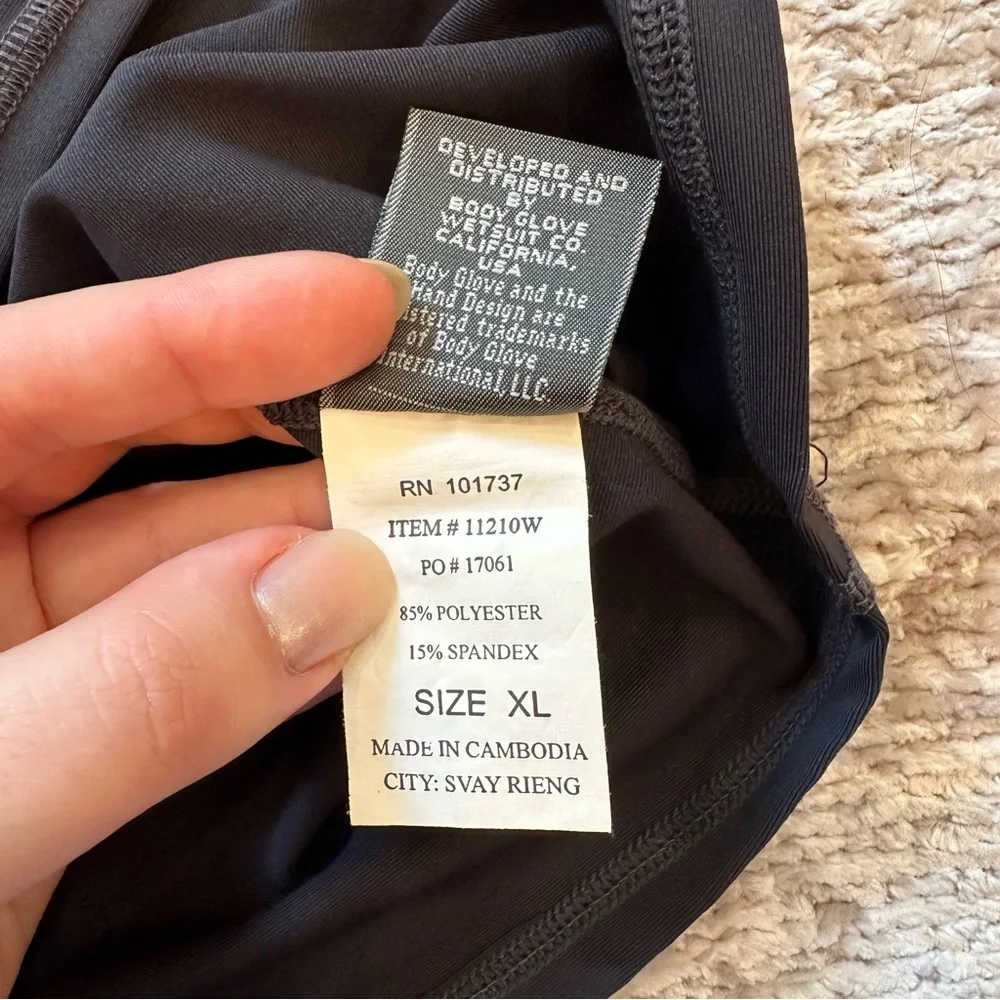 DEVELOPED AND
DISTRIBUTED
BY
BODY GLOVE
WETSUIT CO.
CALIFORNIA,
USA
Body Glove and the
Hand Design are
trademarks
of Body Glove
International, LLC.
RN 101737
ITEM # 11210W
PO # 17061
85% POLYESTER
15% SPANDEX
SIZE XL
MADE IN CAMBODIA
CITY: SVAY RIENG